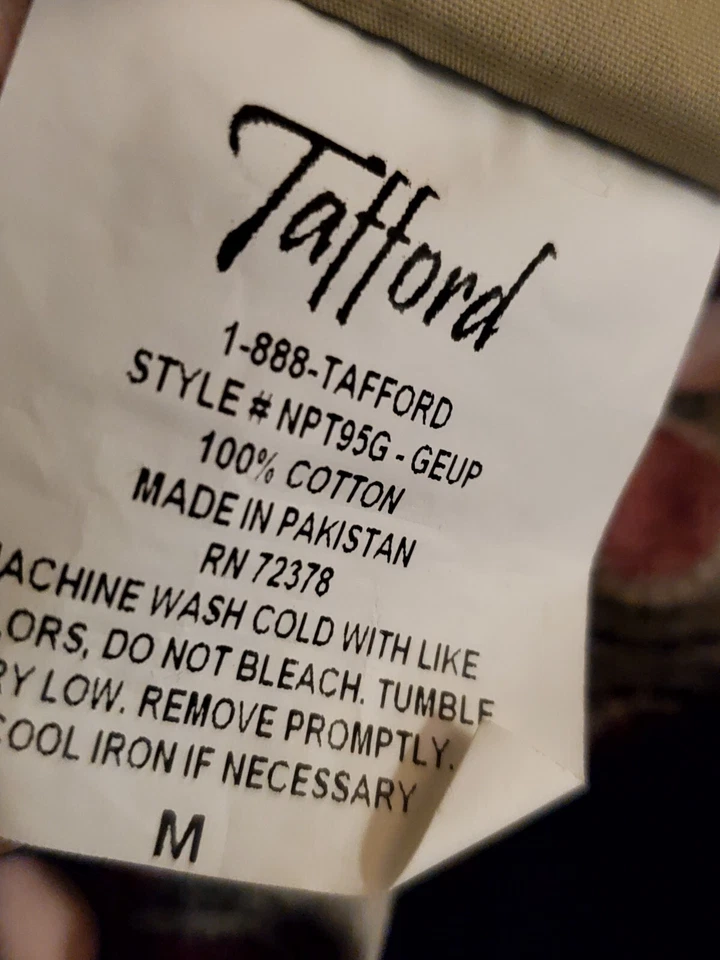 Tafford
1-888-TAFFORD
STYLE # NPT95G - GEUP
100% COTTON
MADE IN PAKISTAN
RN 72378
ACHINE WASH COLD WITH LIKE
ORS, DO NOT BLEACH. TUMBLE
RY LOW. REMOVE PROMPTLY.
COOL IRON IF NECESSARY
M